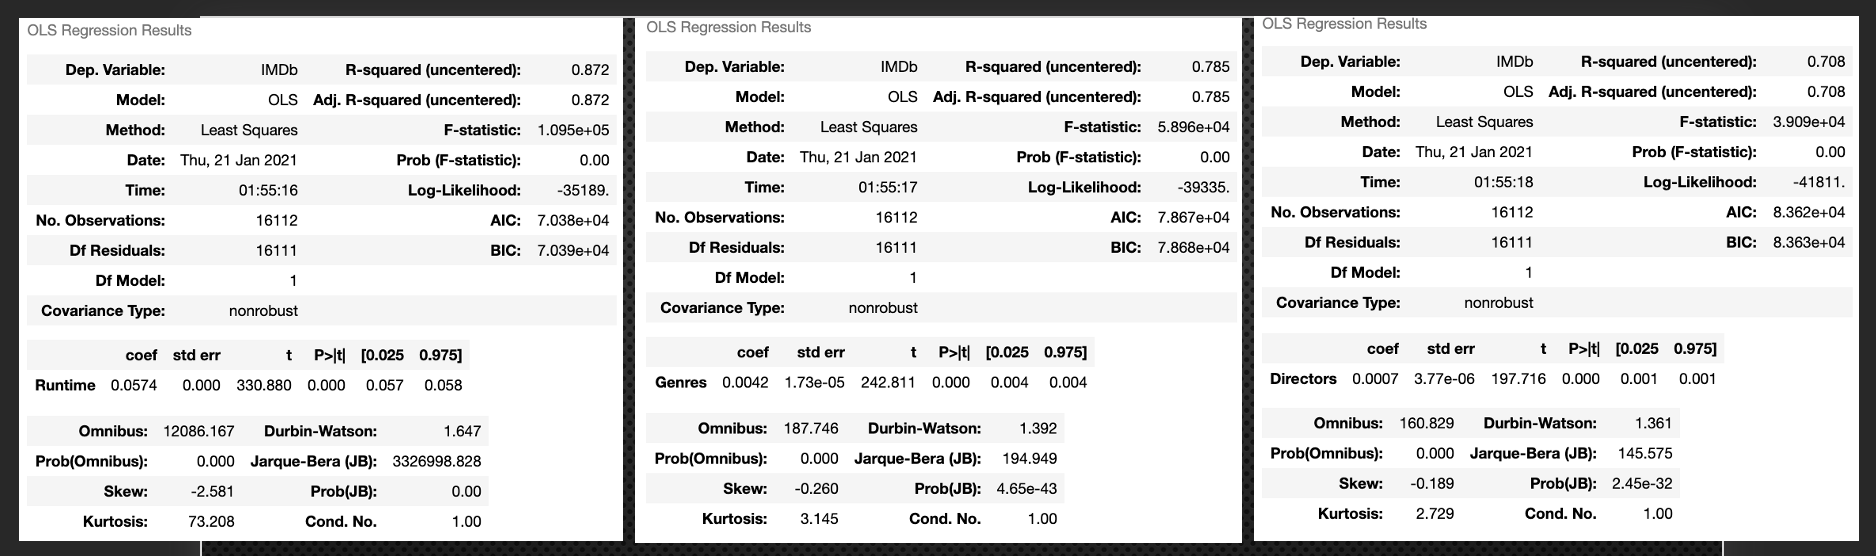 OLS Regression Results
Dep. Variable: IMDb R-squared (uncentered): 0.872
Model: OLS Adj. R-squared (uncentered): 0.872
Method: Least Squares F-statistic: 1.095e+05
Date: Thu, 21 Jan 2021 Prob (F-statistic): 0.00
Time: 01:55:16 Log-Likelihood: -35189.
No. Observations: 16112 AIC: 7.038e+04
Df Residuals: 16111 BIC: 7.039e+04
Df Model: 1
Covariance Type: nonrobust
coef std err t P>|t| [0.025 0.975]
Runtime 0.0574 0.000 330.880 0.000 0.057 0.058
Omnibus: 12086.167 Durbin-Watson: 1.647
Prob(Omnibus): 0.000 Jarque-Bera (JB): 3326998.828
Skew: -2.581 Prob(JB): 0.00
Kurtosis: 73.208 Cond. No. 1.00
OLS Regression Results
Dep. Variable: IMDb R-squared (uncentered): 0.785
Model: OLS Adj. R-squared (uncentered): 0.785
Method: Least Squares F-statistic: 5.896e+04
Date: Thu, 21 Jan 2021 Prob (F-statistic): 0.00
Time: 01:55:17 Log-Likelihood: -39335.
No. Observations: 16112 AIC: 7.867e+04
Df Residuals: 16111 BIC: 7.868e+04
Df Model: 1
Covariance Type: nonrobust
coef std err t P>|t| [0.025 0.975]
Genres 0.0042 1.73e-05 242.811 0.000 0.004 0.004
Omnibus: 187.746 Durbin-Watson: 1.392
Prob(Omnibus): 0.000 Jarque-Bera (JB): 194.949
Skew: -0.260 Prob(JB): 4.65e-43
Kurtosis: 3.145 Cond. No. 1.00
OLS Regression Results
Dep. Variable: IMDb R-squared (uncentered): 0.708
Model: OLS Adj. R-squared (uncentered): 0.708
Method: Least Squares F-statistic: 3.909e+04
Date: Thu, 21 Jan 2021 Prob (F-statistic): 0.00
Time: 01:55:18 Log-Likelihood: -41811.
No. Observations: 16112 AIC: 8.362e+04
Df Residuals: 16111 BIC: 8.363e+04
Df Model: 1
Covariance Type: nonrobust
coef std err t P>|t| [0.025 0.975]
Directors 0.0007 3.77e-06 197.716 0.000 0.001 0.001
Omnibus: 160.829 Durbin-Watson: 1.361
Prob(Omnibus): 0.000 Jarque-Bera (JB): 145.575
Skew: -0.189 Prob(JB): 2.45e-32
Kurtosis: 2.729 Cond. No. 1.00